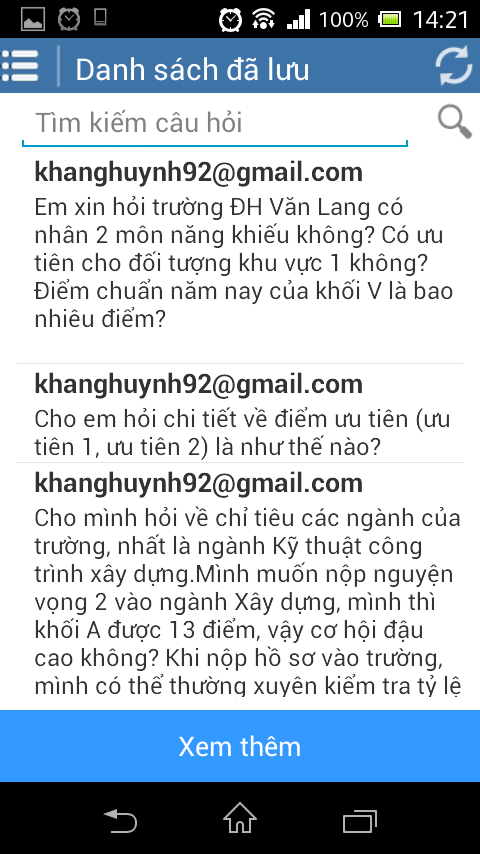 100% 14:21
Danh sách đã lưu
Tìm kiếm câu hỏi
khanghuynh92@gmail.com
Em xin hỏi trường ĐH Văn Lang có
nhân 2 môn năng khiếu không? Có ưu
tiên cho đối tượng khu vực 1 không?
Điểm chuẩn năm nay của khối V là bao
nhiêu điểm?
khanghuynh92@gmail.com
Cho em hỏi chi tiết về điểm ưu tiên (ưu
tiên 1, ưu tiên 2) là như thế nào?
khanghuynh92@gmail.com
Cho mình hỏi về chỉ tiêu các ngành của
trường, nhất là ngành Kỹ thuật công
trình xây dựng.Mình muốn nộp nguyện
vọng 2 vào ngành Xây dựng, mình thi
khối A được 13 điểm, vậy cơ hội đậu
cao không? Khi nộp hồ sơ vào trường,
mình có thể thường xuyên kiểm tra tỷ lệ
Xem thêm